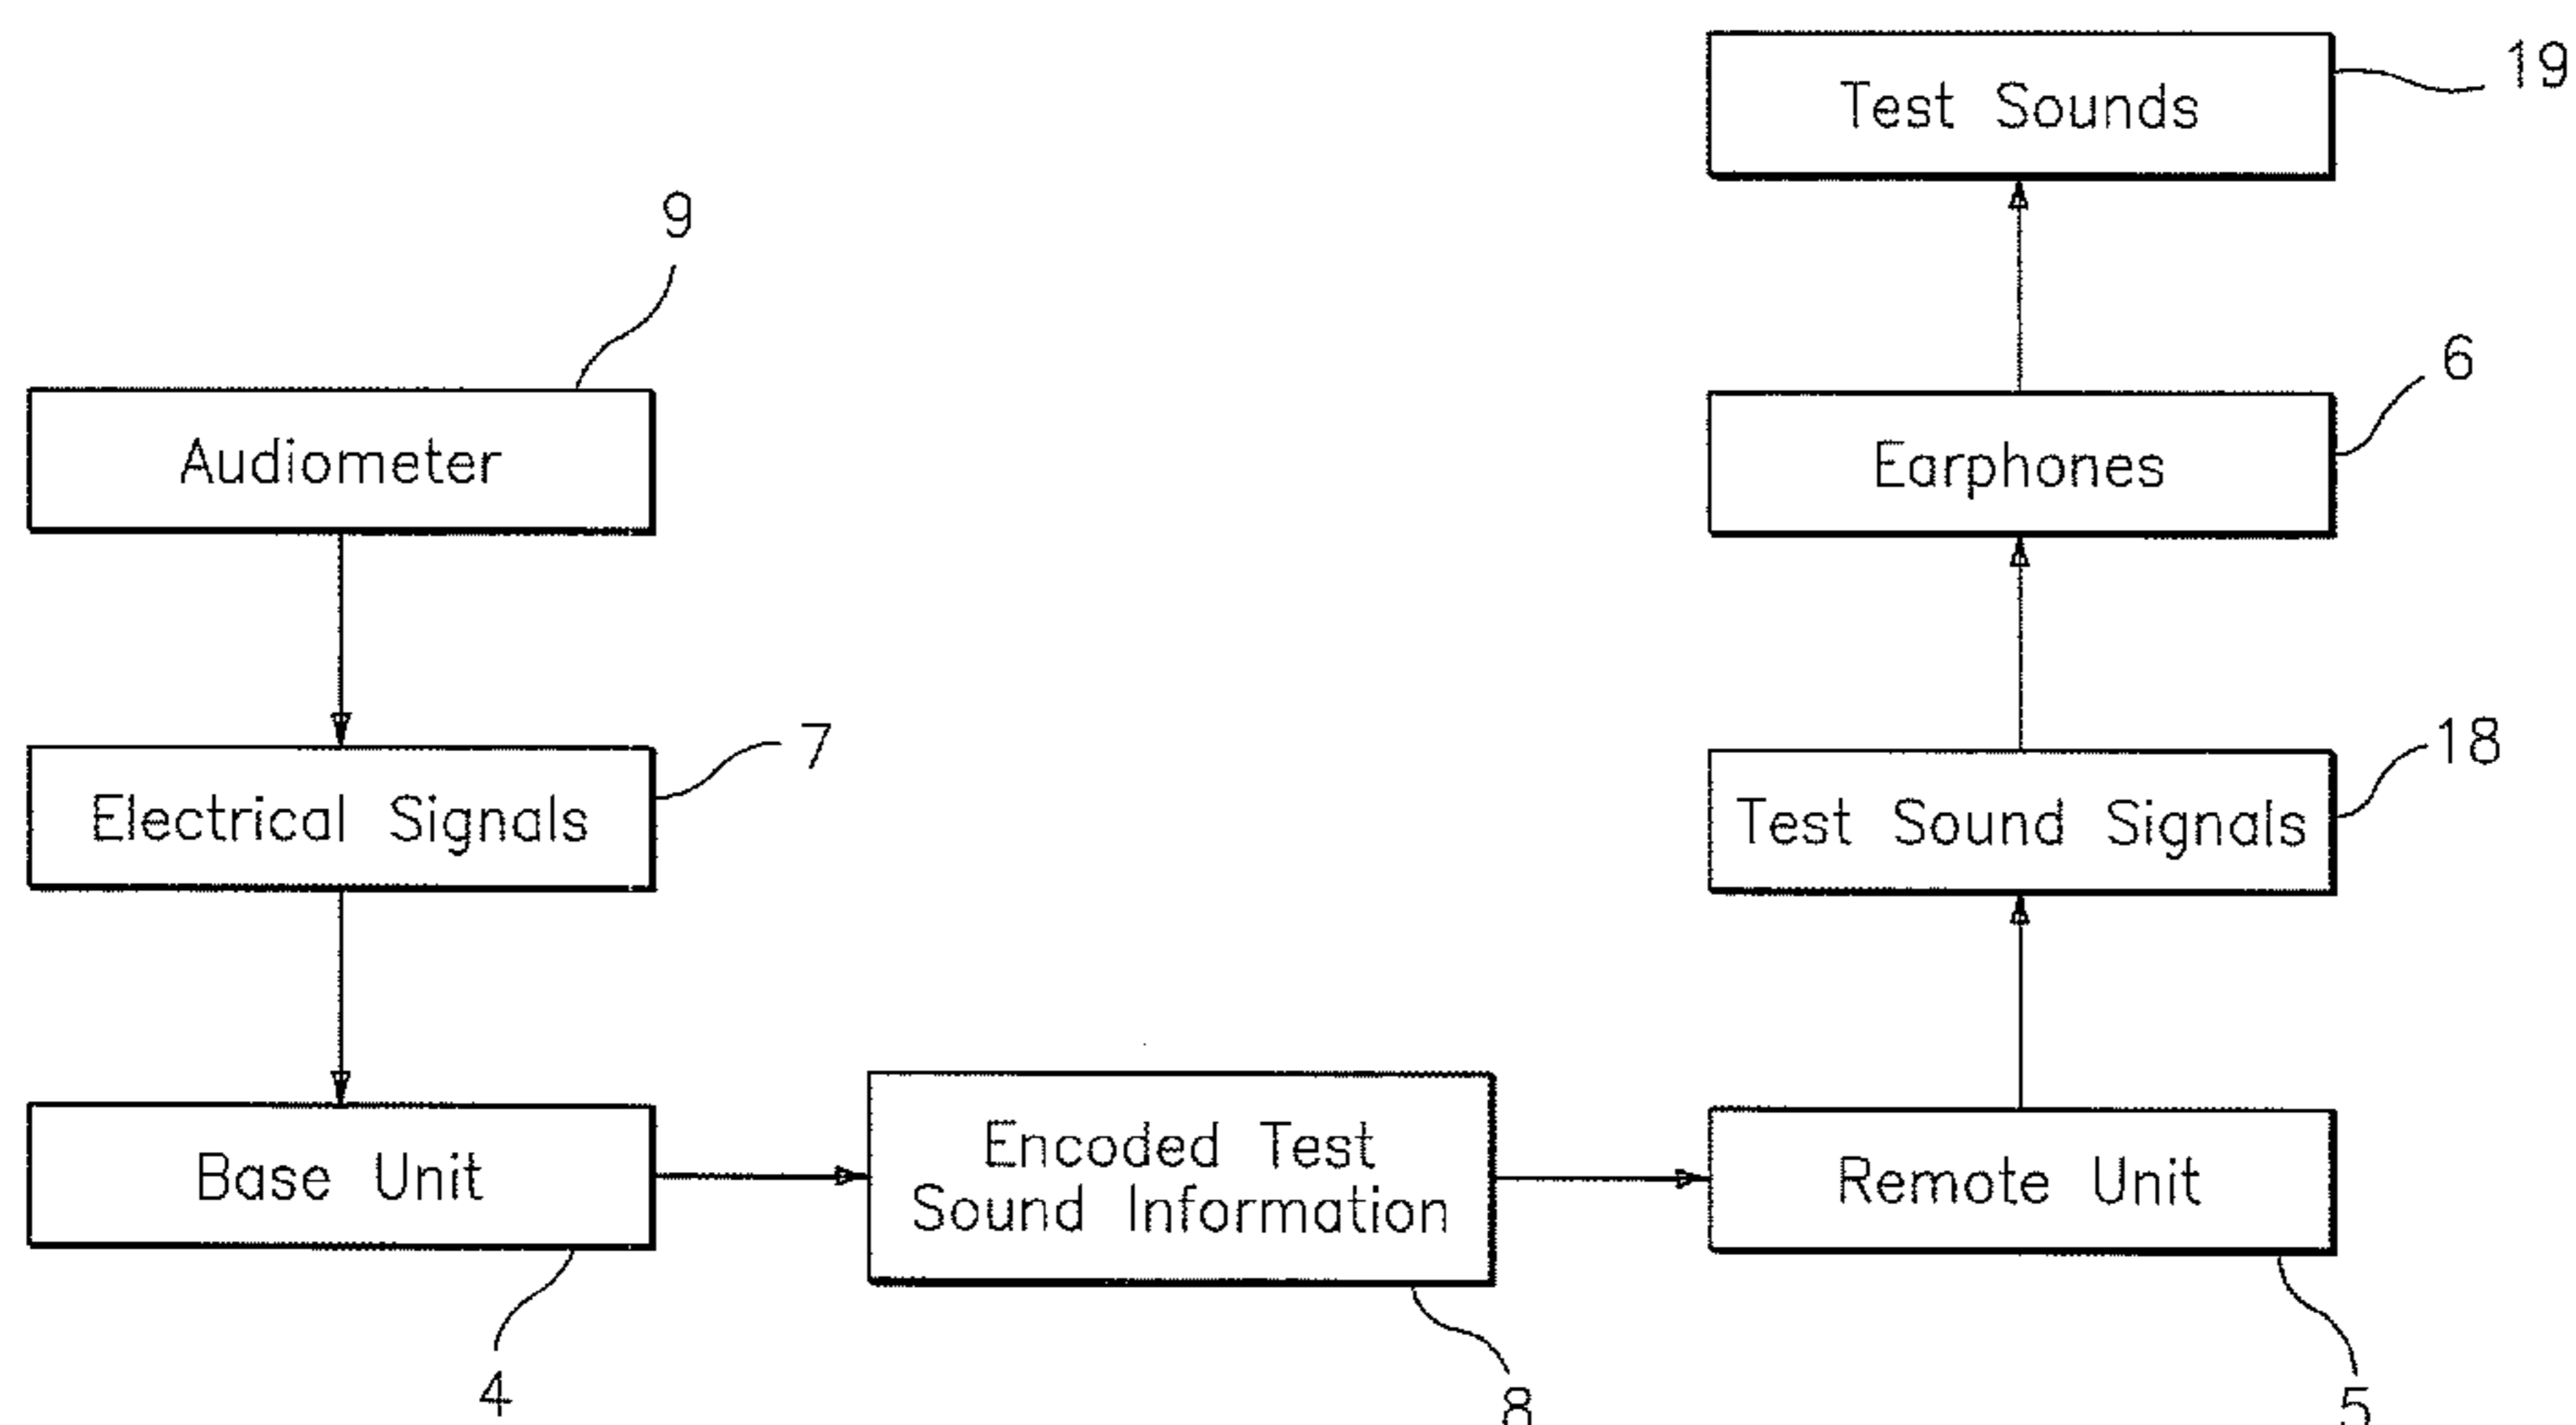 9
Audiometer
7
Electrical Signals
Base Unit
4
Encoded Test
Sound Information
8
Remote Unit
5
Test Sound Signals
18
Earphones
6
Test Sounds
19